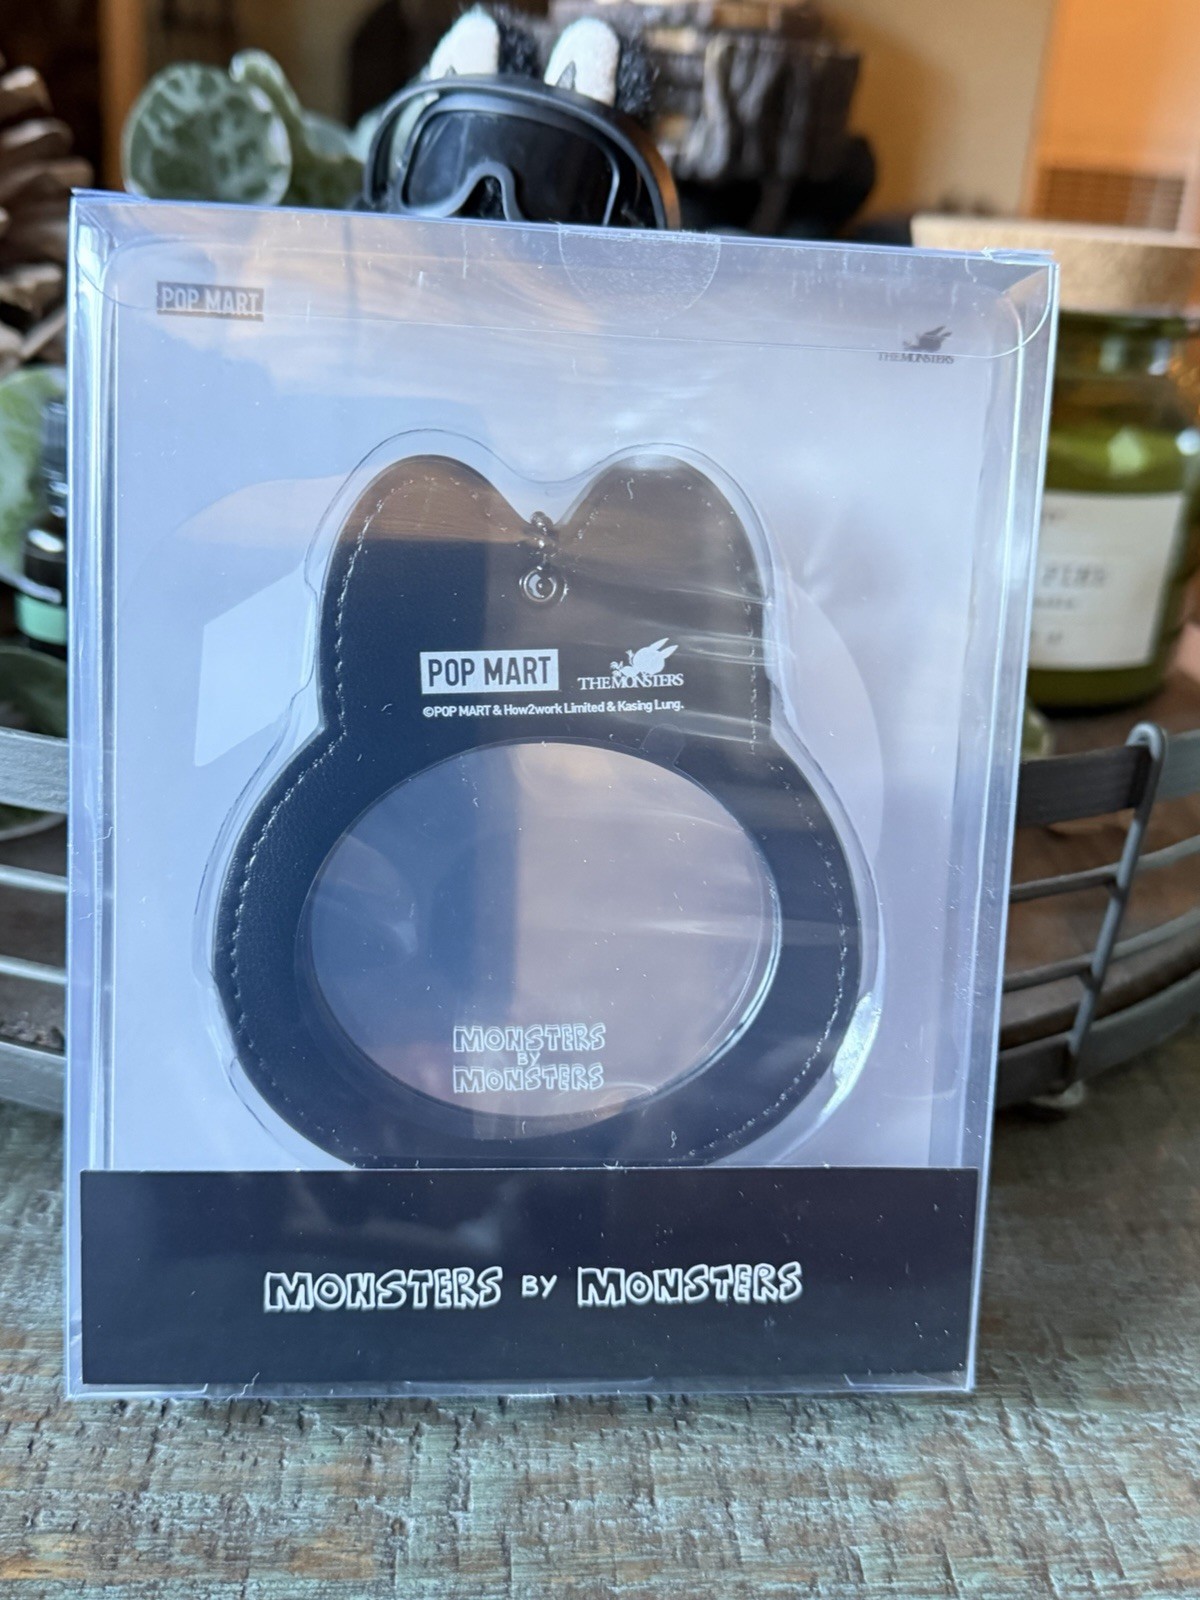 POP MART
THE MONSTERS
POP MART THE MONSTERS
©POP MART & How2work Limited & Kasing Lung.
MONSTERS
BY
MONSTERS
MONSTERS BY MONSTERS